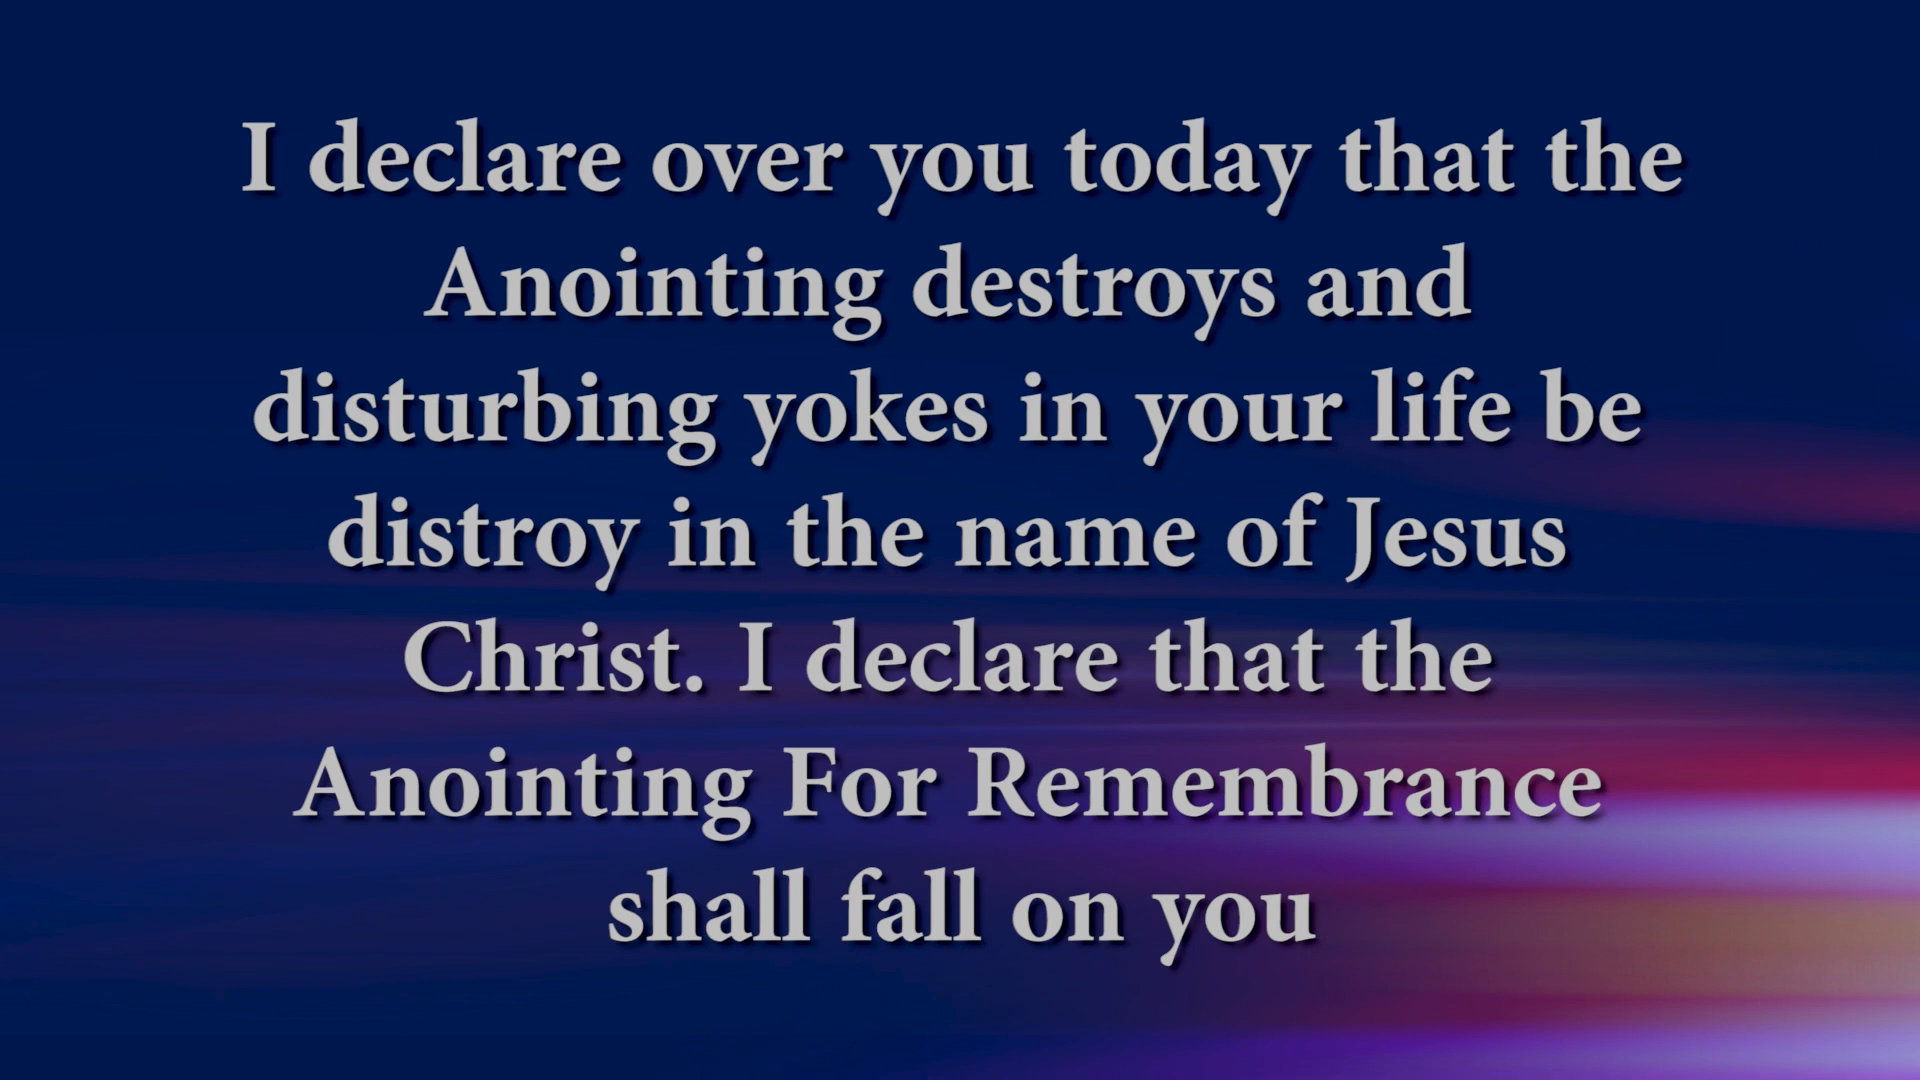 I declare over you today that the
Anointing destroys and
disturbing yokes in your life be
distroy in the name of Jesus
Christ. I declare that the
Anointing For Remembrance
shall fall on you